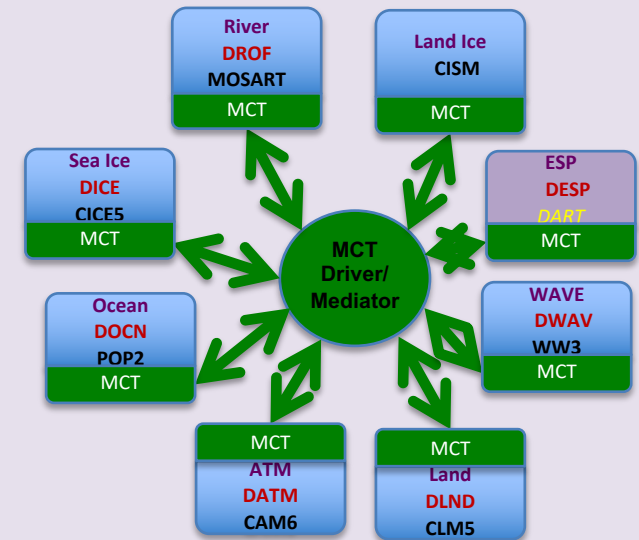 River
DROF
MOSART
MCT
Land Ice
CISM
MCT
Sea Ice
DICE
CICE5
MCT
ESP
DESP
DART
MCT
MCT
Driver/
Mediator
Ocean
DOCN
POP2
MCT
WAVE
DWAV
WW3
MCT
MCT
ATM
DATM
CAM6
MCT
Land
DLND
CLM5